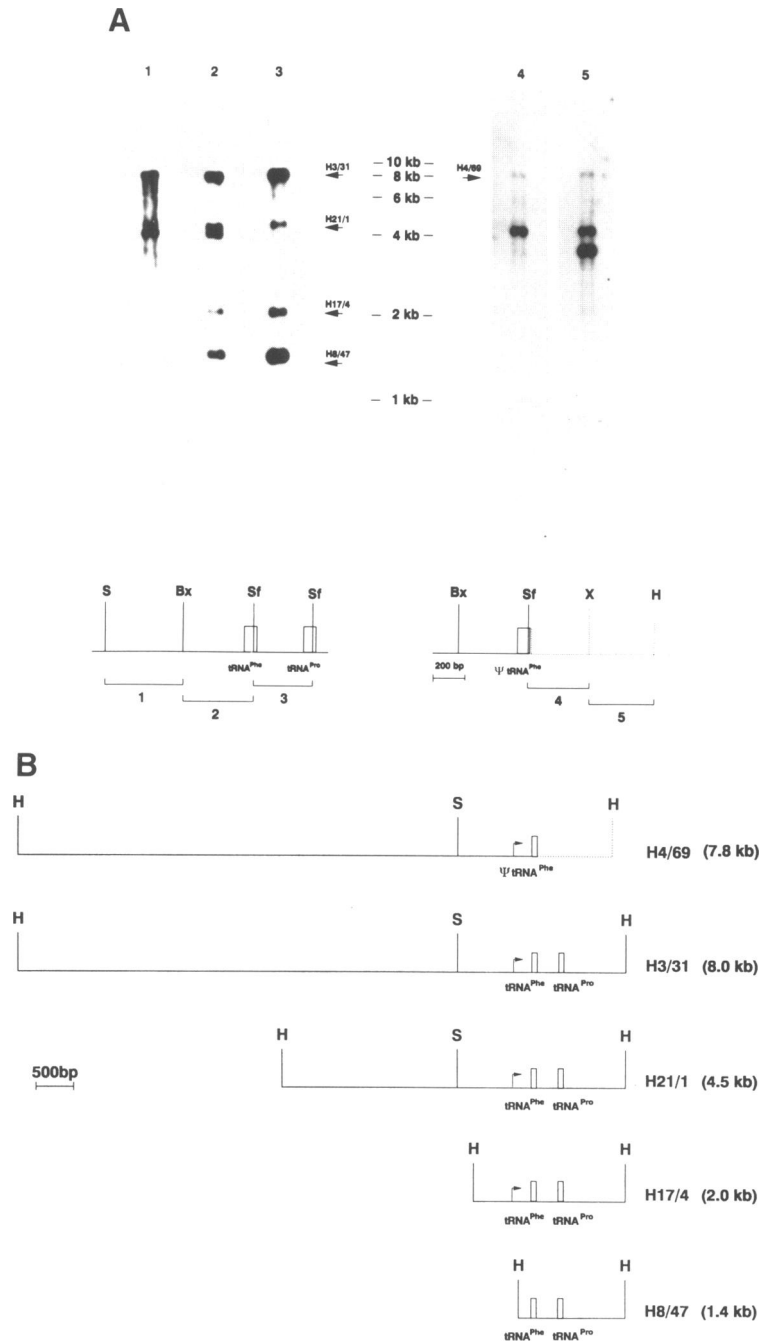 A
1 2 3 4 5
H3/31
H21/1
H17/4
H8/47
H4/69
— 10 kb —
— 8 kb —
6 kb —
— 4 kb —
— 2 kb —
— 1 kb —
S Bx Sf Sf
tRNA^Phe tRNA^Pro
1 2 3
Bx Sf X H
200 bp Ψ tRNA^Phe
4 5
B
H S H
Ψ tRNA^Phe
H4/69 (7.8 kb)
H S H
tRNA^Phe tRNA^Pro
H3/31 (8.0 kb)
H S H
500bp
tRNA^Phe tRNA^Pro
H21/1 (4.5 kb)
H H
tRNA^Phe tRNA^Pro
H17/4 (2.0 kb)
H H
tRNA^Phe tRNA^Pro
H8/47 (1.4 kb)